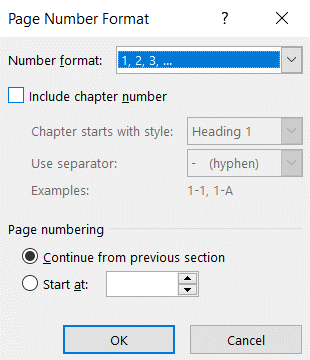 Page Number Format ? ×
Number format: 1, 2, 3, ...
Include chapter number
Chapter starts with style: Heading 1
Use separator: - (hyphen)
Examples: 1-1, 1-A
Page numbering
Continue from previous section
Start at:
OK Cancel